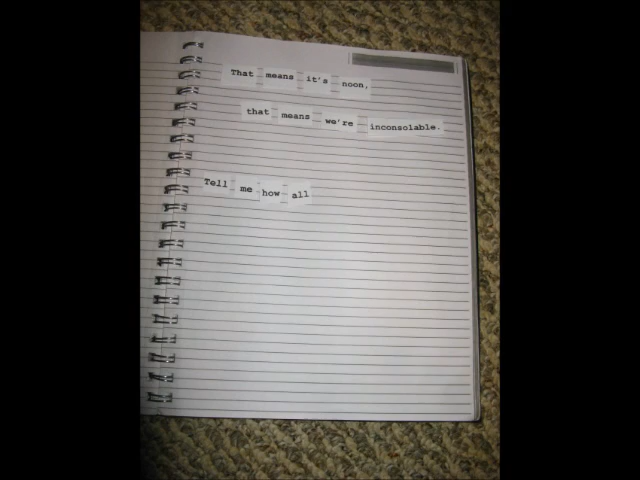 That means it's noon,
that means we're inconsolable.
Tell me how all